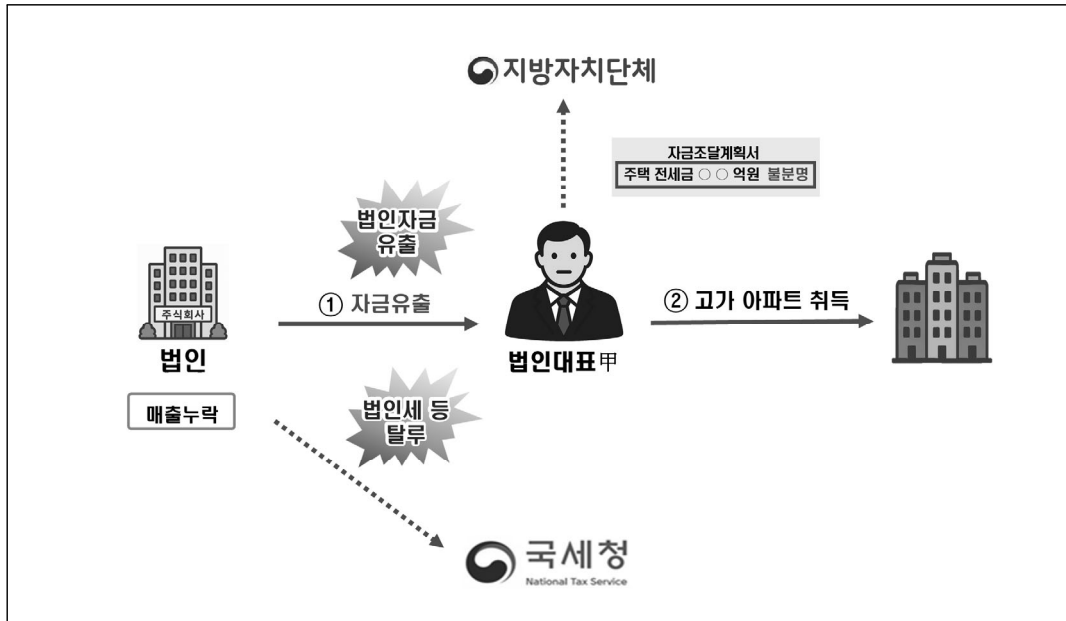 지방자치단체
자금조달계획서
주택 전세금 ○ ○ 억원 불분명
법인자금
유출
주식회사
① 자금유출
② 고가 아파트 취득
법인
법인대표 甲
매출누락
법인세 등
탈루
국세청
National Tax Service